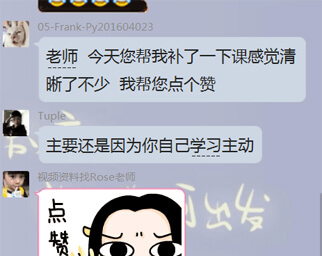 05-Frank-Py201604023
老师 今天您帮我补了一下课感觉清
晰了不少 我帮您点个赞
Tuple
主要还是因为你自己学习主动
视频资料找Rose老师
点
赞
出发